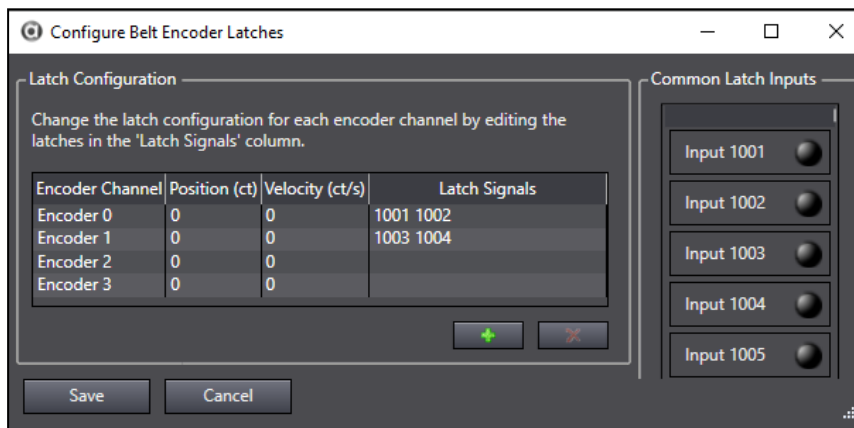 Configure Belt Encoder Latches
Latch Configuration
Change the latch configuration for each encoder channel by editing the
latches in the 'Latch Signals' column.
Encoder Channel Position (ct) Velocity (ct/s) Latch Signals
Encoder 0 0 0 1001 1002
Encoder 1 0 0 1003 1004
Encoder 2 0 0
Encoder 3 0 0
Save Cancel
Common Latch Inputs
Input 1001
Input 1002
Input 1003
Input 1004
Input 1005